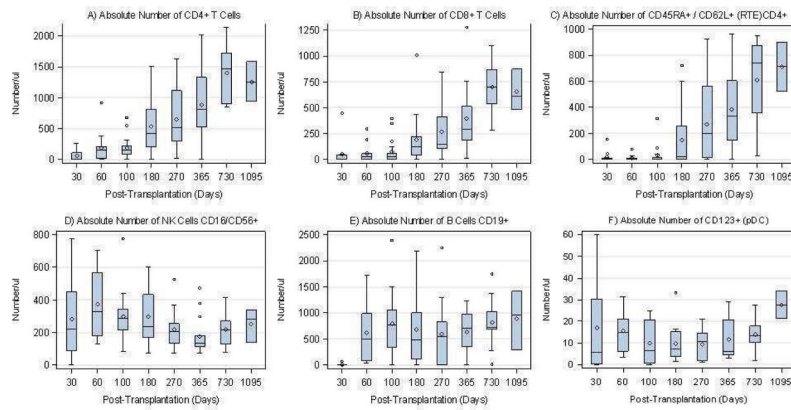 A) Absolute Number of CD4+ T Cells
Number/ul
2000
1500
1000
500
0
30 60 100 180 270 365 730 1095
Post-Transplantation (Days)
B) Absolute Number of CD8+ T Cells
Number/ul
1250
1000
750
500
250
0
30 60 100 180 270 365 730 1095
Post-Transplantation (Days)
C) Absolute Number of CD45RA+ / CD62L+ (RTE)CD4+
Number/ul
1000
800
600
400
200
0
30 60 100 180 270 365 730 1095
Post-Transplantation (Days)
D) Absolute Number of NK Cells CD16/CD56+
Number/ul
800
600
400
200
0
30 60 100 180 270 365 730 1095
Post-Transplantation (Days)
E) Absolute Number of B Cells CD19+
Number/ul
2500
2000
1500
1000
500
0
30 60 100 180 270 365 730 1095
Post-Transplantation (Days)
F) Absolute Number of CD123+ (pDC)
Number/ul
60
50
40
30
20
10
0
30 60 100 180 270 365 730 1095
Post-Transplantation (Days)